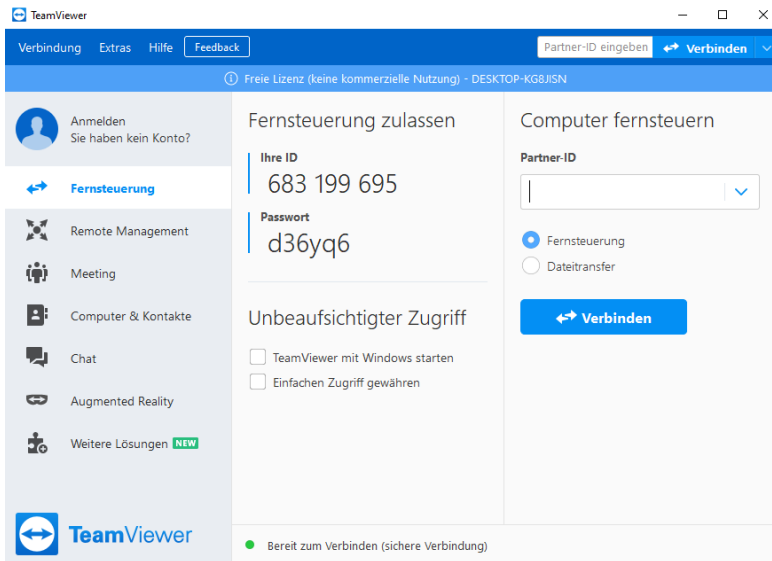 TeamViewer
Verbindung Extras Hilfe Feedback
Partner-ID eingeben Verbinden
Freie Lizenz (keine kommerzielle Nutzung) - DESKTOP-KG8JISN
Anmelden
Sie haben kein Konto?
Fernsteuerung
Remote Management
Meeting
Computer & Kontakte
Chat
Augmented Reality
Weitere Lösungen NEW
TeamViewer
Fernsteuerung zulassen
Ihre ID
683 199 695
Passwort
d36yq6
Unbeaufsichtigter Zugriff
TeamViewer mit Windows starten
Einfachen Zugriff gewähren
Computer fernsteuern
Partner-ID
Fernsteuerung
Dateitransfer
Verbinden
Bereit zum Verbinden (sichere Verbindung)